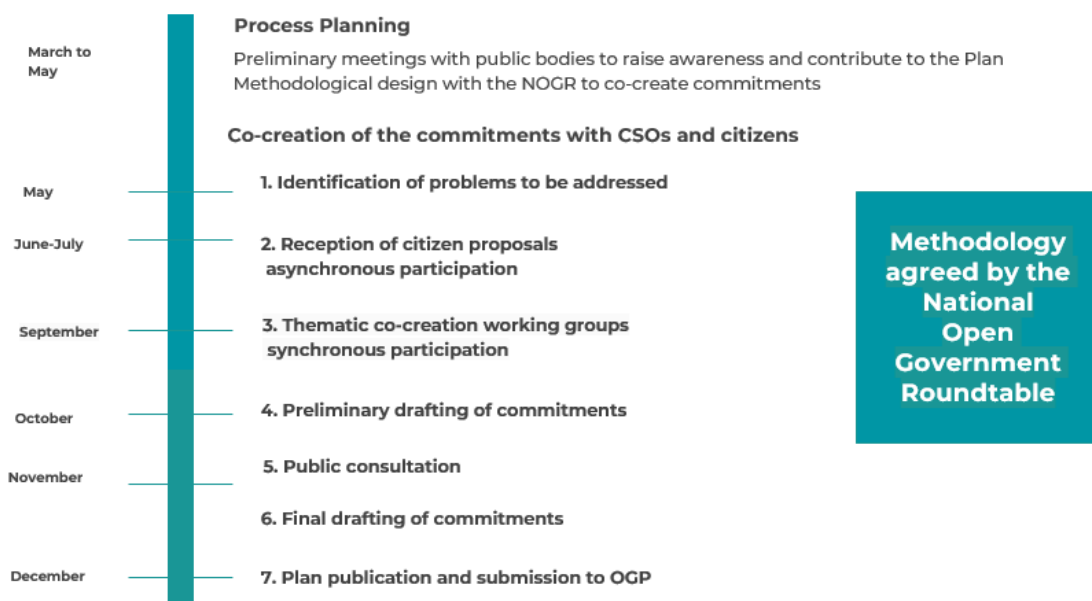 Process Planning
March to
May
Preliminary meetings with public bodies to raise awareness and contribute to the Plan
Methodological design with the NOGR to co-create commitments
Co-creation of the commitments with CSOs and citizens
May
1. Identification of problems to be addressed
June-July
2. Reception of citizen proposals
asynchronous participation
September
3. Thematic co-creation working groups
synchronous participation
October
4. Preliminary drafting of commitments
November
5. Public consultation
6. Final drafting of commitments
December
7. Plan publication and submission to OGP
Methodology
agreed by the
National
Open
Government
Roundtable